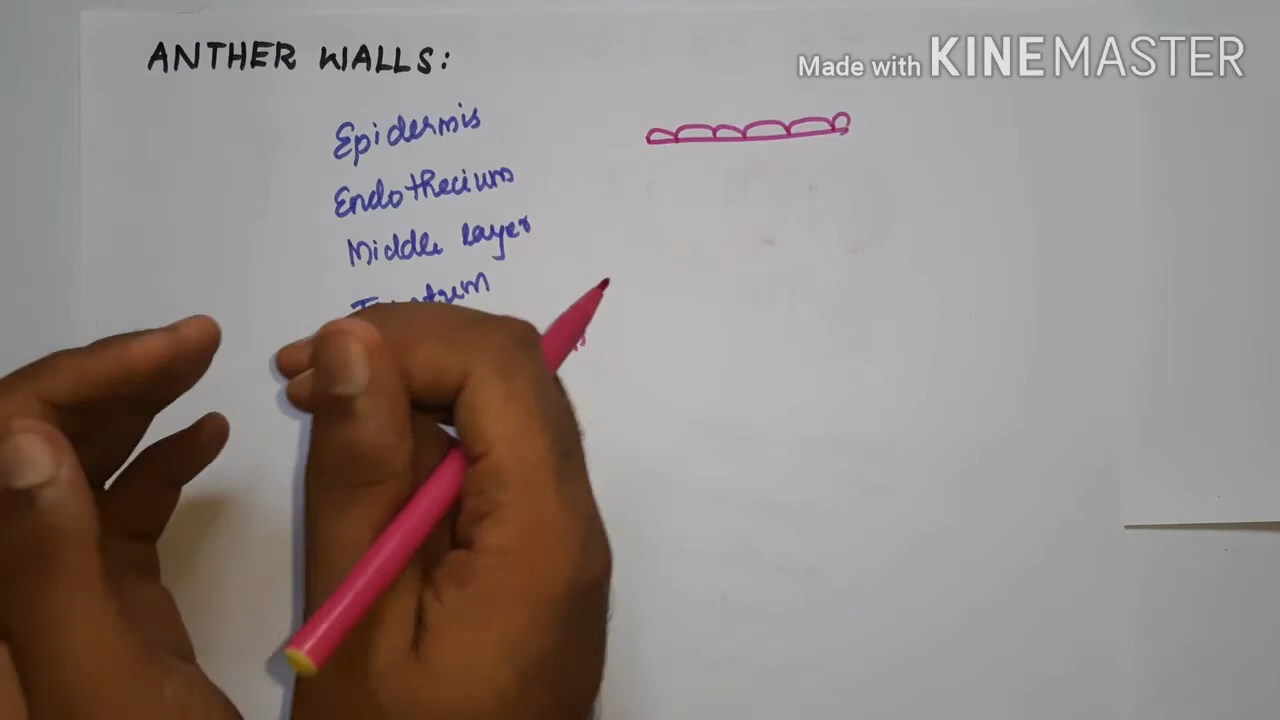 ANTHER WALLS:
Made with KINEMASTER
Epidermis
Endothecium
Middle layer